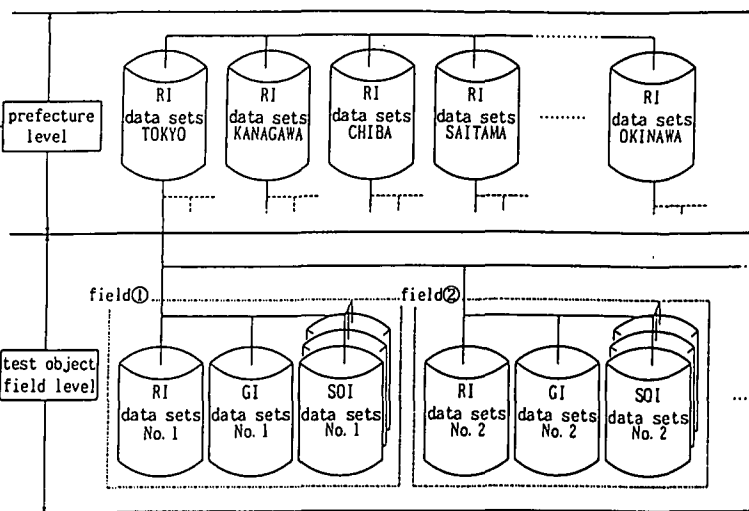 RI
data sets
TOKYO
RI
data sets
KANAGAWA
RI
data sets
CHIBA
RI
data sets
SAITAMA
RI
data sets
OKINAWA
prefecture
level
field①
field②
test object
field level
RI
data sets
No. 1
GI
data sets
No. 1
SOI
data sets
No. 1
RI
data sets
No. 2
GI
data sets
No. 2
SOI
data sets
No. 2